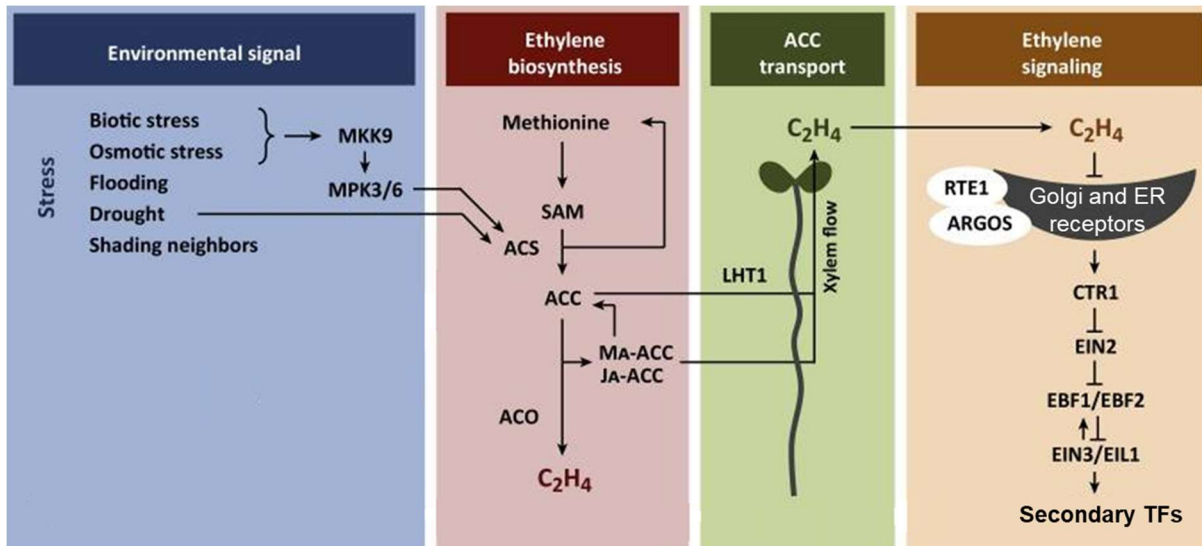 Environmental signal
Stress
Biotic stress
Osmotic stress
Flooding
Drought
Shading neighbors
MKK9
MPK3/6
Ethylene
biosynthesis
Methionine
SAM
ACS
ACC
MA-ACC
JA-ACC
ACO
C₂H₄
ACC
transport
C₂H₄
LHT1
Xylem flow
Ethylene
signaling
C₂H₄
RTE1
ARGOS
Golgi and ER
receptors
CTR1
EIN2
EBF1/EBF2
EIN3/EIL1
Secondary TFs